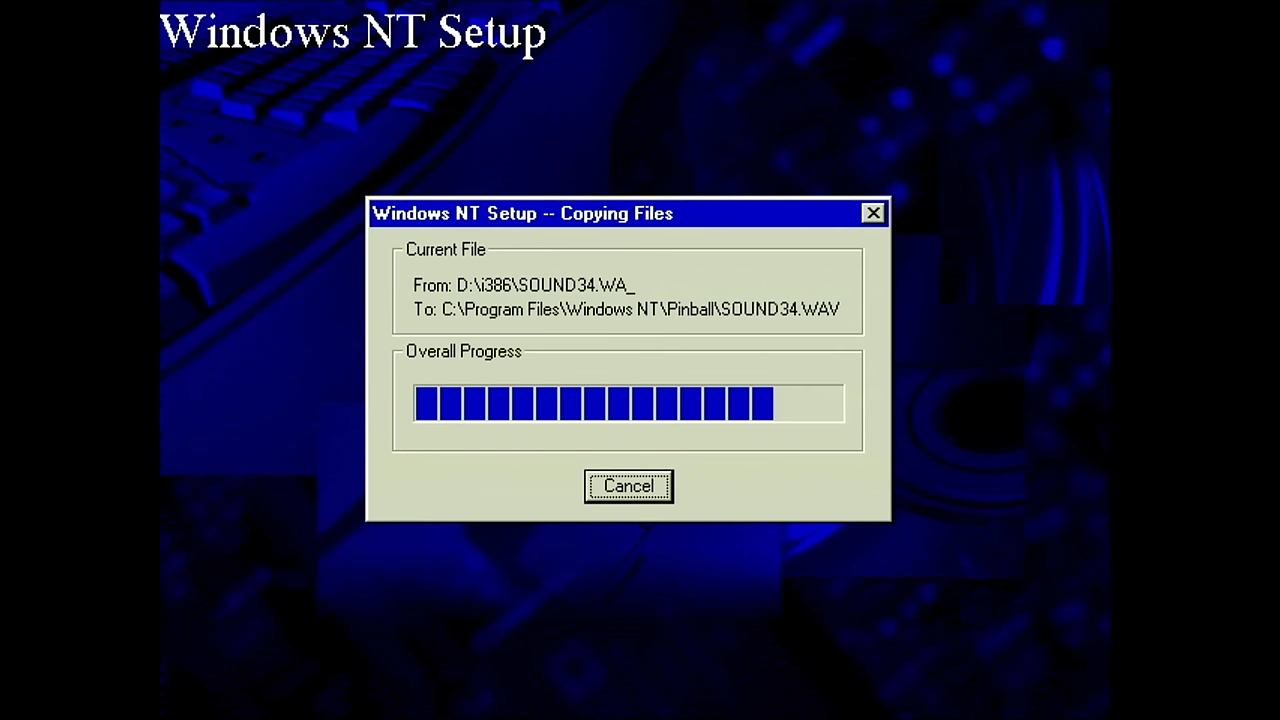 Windows NT Setup
Windows NT Setup -- Copying Files
Current File
From: D:\i386\SOUND34.WA_
To: C:\Program Files\Windows NT\Pinball\SOUND34.WAV
Overall Progress
Cancel